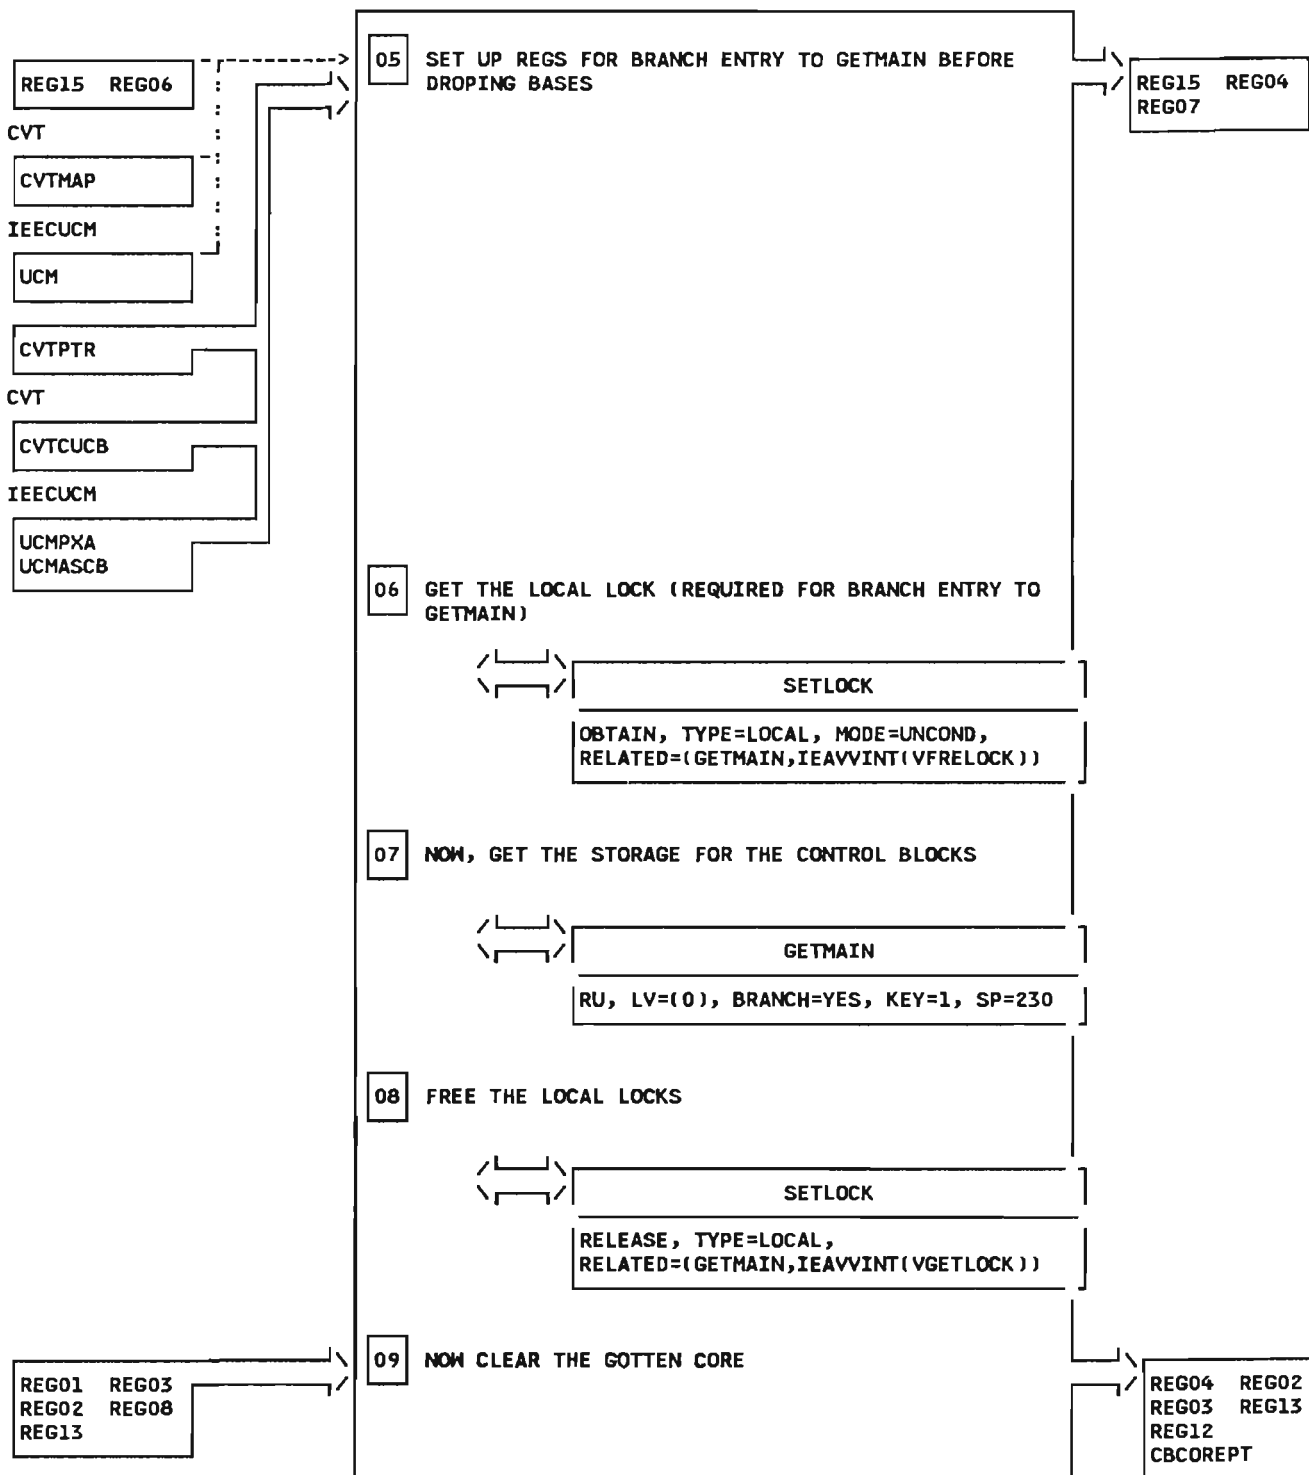 05 SET UP REGS FOR BRANCH ENTRY TO GETMAIN BEFORE
DROPING BASES
REG15 REG06
CVT
CVTMAP
IEECUCM
UCM
CVTPTR
CVT
CVTCUCB
IEECUCM
UCMPXA
UCMASCB
REG15 REG04
REG07
06 GET THE LOCAL LOCK (REQUIRED FOR BRANCH ENTRY TO
GETMAIN)
SETLOCK
OBTAIN, TYPE=LOCAL, MODE=UNCOND,
RELATED=(GETMAIN,IEAVVINT(VFRELOCK))
07 NOW, GET THE STORAGE FOR THE CONTROL BLOCKS
GETMAIN
RU, LV=(0), BRANCH=YES, KEY=1, SP=230
08 FREE THE LOCAL LOCKS
SETLOCK
RELEASE, TYPE=LOCAL,
RELATED=(GETMAIN,IEAVVINT(VGETLOCK))
09 NOW CLEAR THE GOTTEN CORE
REG01 REG03
REG02 REG08
REG13
REG04 REG02
REG03 REG13
REG12
CBCOREPT